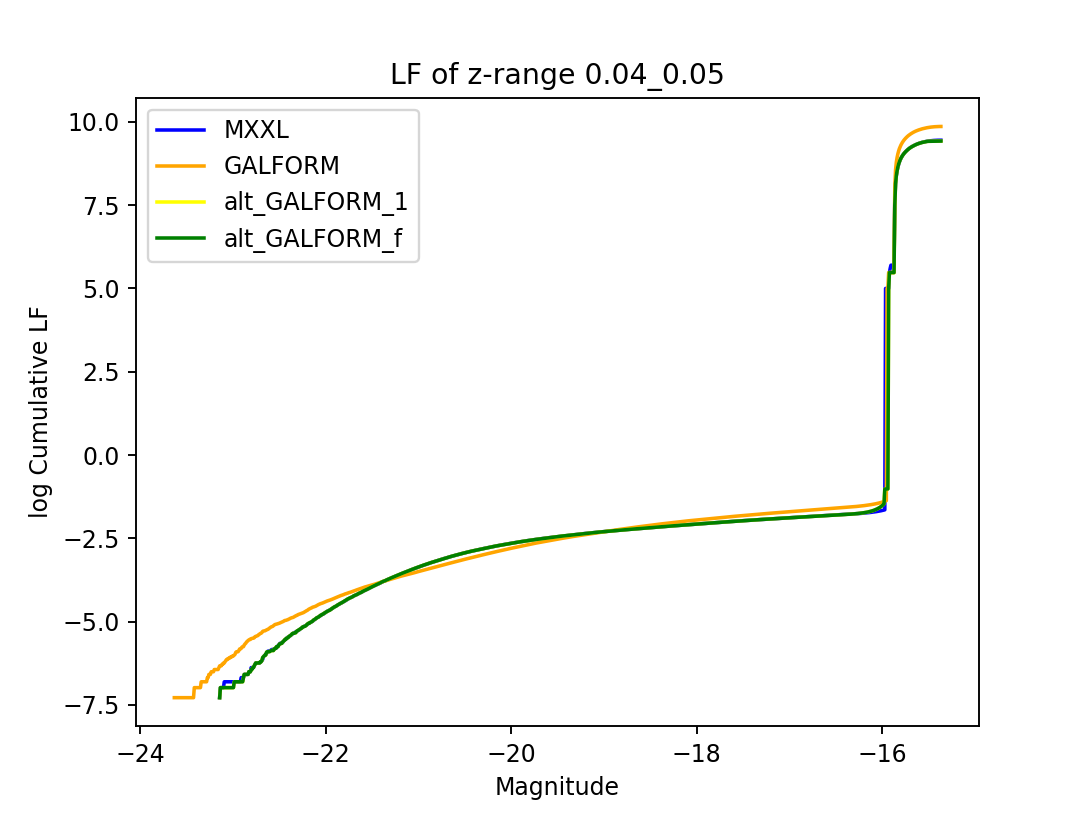 LF of z-range 0.04_0.05
MXXL
GALFORM
alt_GALFORM_1
alt_GALFORM_f
10.0
7.5
5.0
2.5
0.0
−2.5
−5.0
−7.5
log Cumulative LF
−24
−22
−20
−18
−16
Magnitude